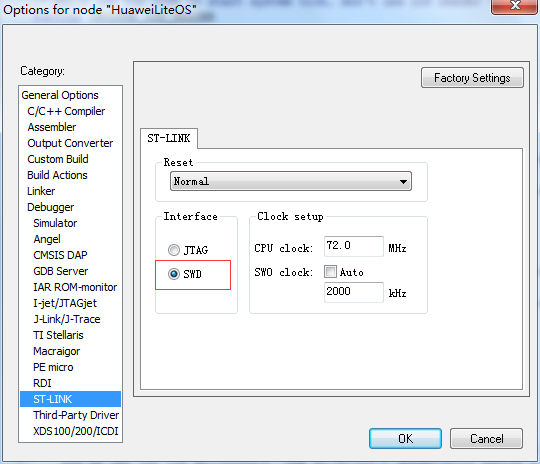 Options for node "HuaweiLiteOS"
Category:
Factory Settings
General Options
C/C++ Compiler
Assembler
Output Converter
Custom Build
Build Actions
Linker
Debugger
Simulator
Angel
CMSIS DAP
GDB Server
IAR ROM-monitor
I-jet/JTAGjet
J-Link/J-Trace
TI Stellaris
Macraigor
PE micro
RDI
ST-LINK
Third-Party Driver
XDS100/200/ICDI
ST-LINK
Reset
Normal
Interface
JTAG
SWD
Clock setup
CPU clock: 72.0 MHz
SWO clock: Auto
2000 kHz
OK Cancel